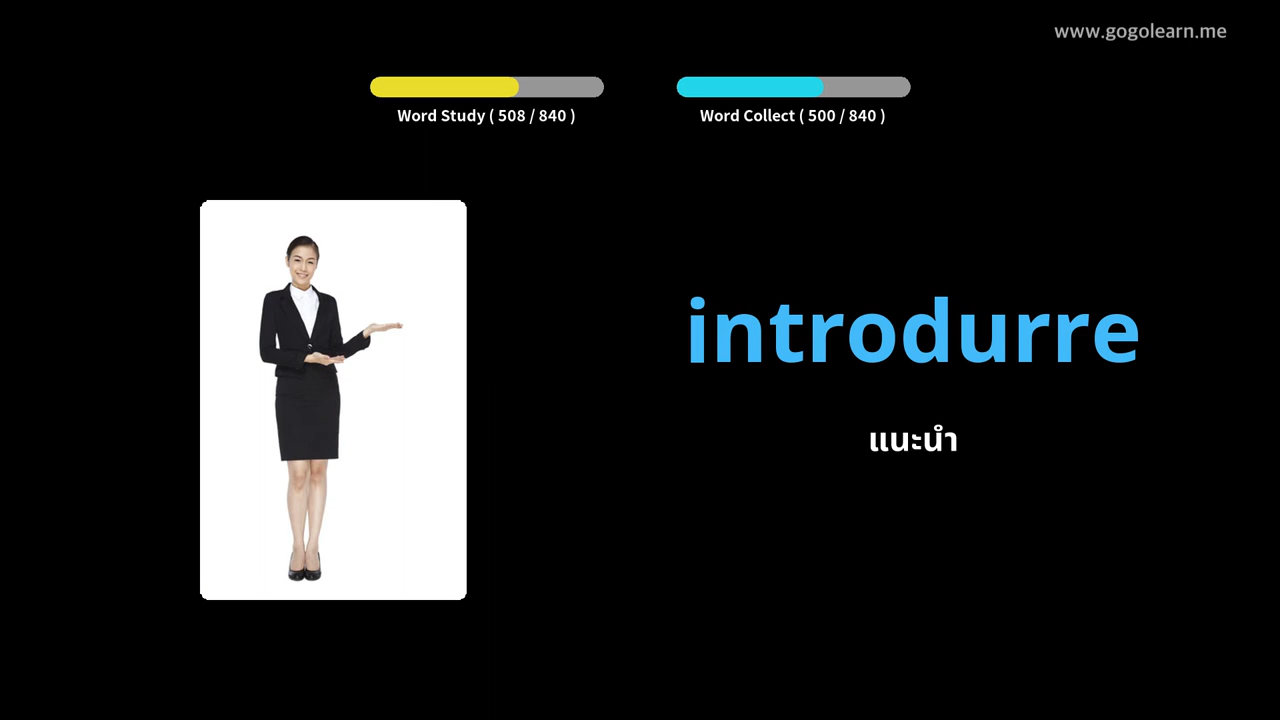 www.gogolearn.me
Word Study ( 508 / 840 )
Word Collect ( 500 / 840 )
introdurre
แนะนำ